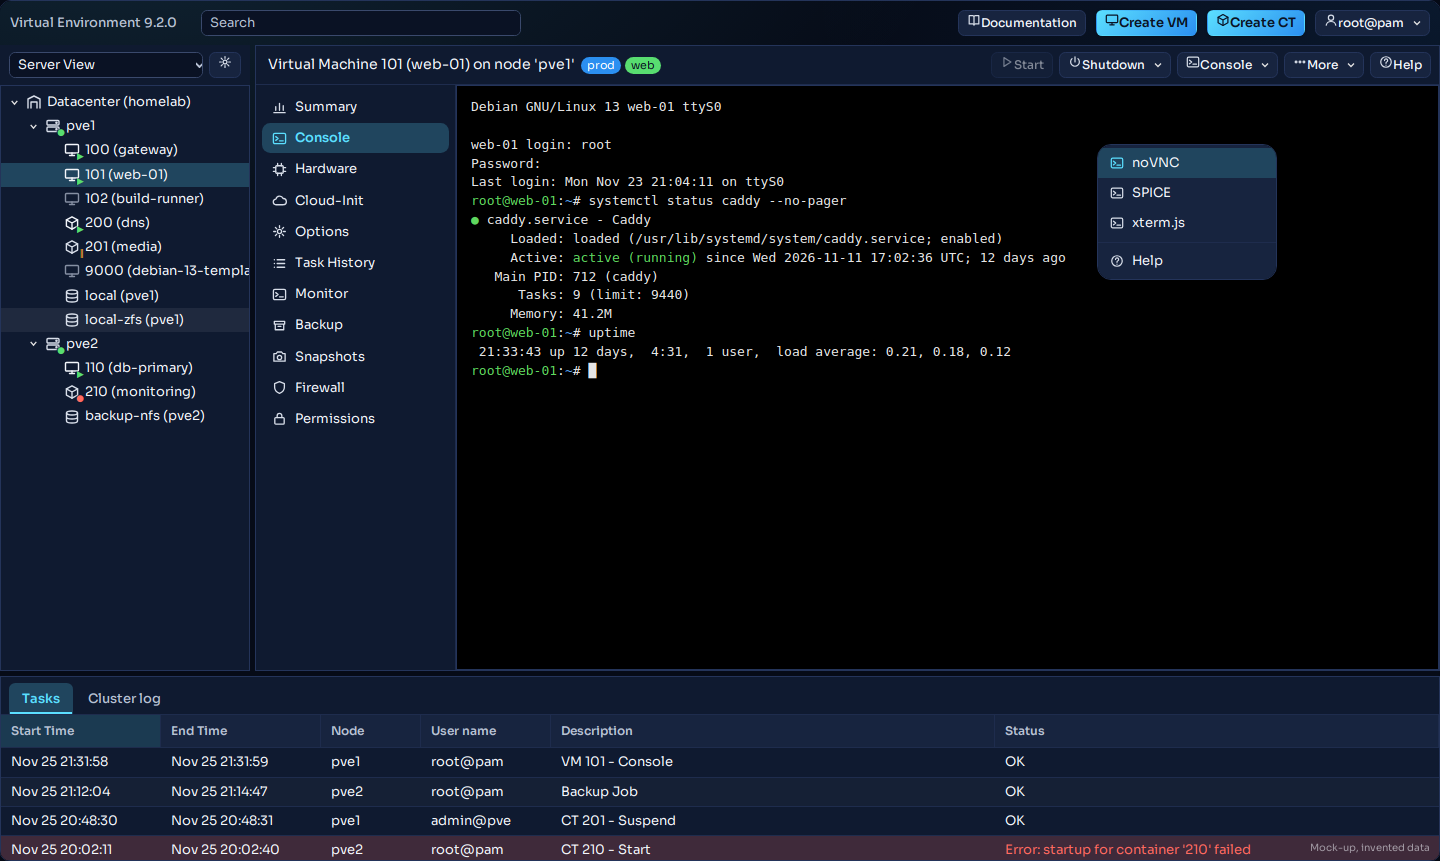 Virtual Environment 9.2.0
Search
Documentation
Create VM
Create CT
root@pam
Server View
Virtual Machine 101 (web-01) on node 'pve1' prod web
Start
Shutdown
Console
More
Help
Datacenter (homelab)
pve1
100 (gateway)
101 (web-01)
102 (build-runner)
200 (dns)
201 (media)
9000 (debian-13-templa
local (pve1)
local-zfs (pve1)
pve2
110 (db-primary)
210 (monitoring)
backup-nfs (pve2)
Summary
Console
Hardware
Cloud-Init
Options
Task History
Monitor
Backup
Snapshots
Firewall
Permissions
Debian GNU/Linux 13 web-01 ttyS0
web-01 login: root
Password:
Last login: Mon Nov 23 21:04:11 on ttyS0
root@web-01:~# systemctl status caddy --no-pager
● caddy.service - Caddy
Loaded: loaded (/usr/lib/systemd/system/caddy.service; enabled)
Active: active (running) since Wed 2026-11-11 17:02:36 UTC; 12 days ago
Main PID: 712 (caddy)
Tasks: 9 (limit: 9440)
Memory: 41.2M
root@web-01:~# uptime
21:33:43 up 12 days,  4:31,  1 user,  load average: 0.21, 0.18, 0.12
root@web-01:~#
noVNC
SPICE
xterm.js
Help
Tasks
Cluster log
Start Time End Time Node User name Description Status
Nov 25 21:31:58 Nov 25 21:31:59 pve1 root@pam VM 101 - Console OK
Nov 25 21:12:04 Nov 25 21:14:47 pve2 root@pam Backup Job OK
Nov 25 20:48:30 Nov 25 20:48:31 pve1 admin@pve CT 201 - Suspend OK
Nov 25 20:02:11 Nov 25 20:02:40 pve2 root@pam CT 210 - Start Error: startup for container '210' failed
Mock-up, Invented data